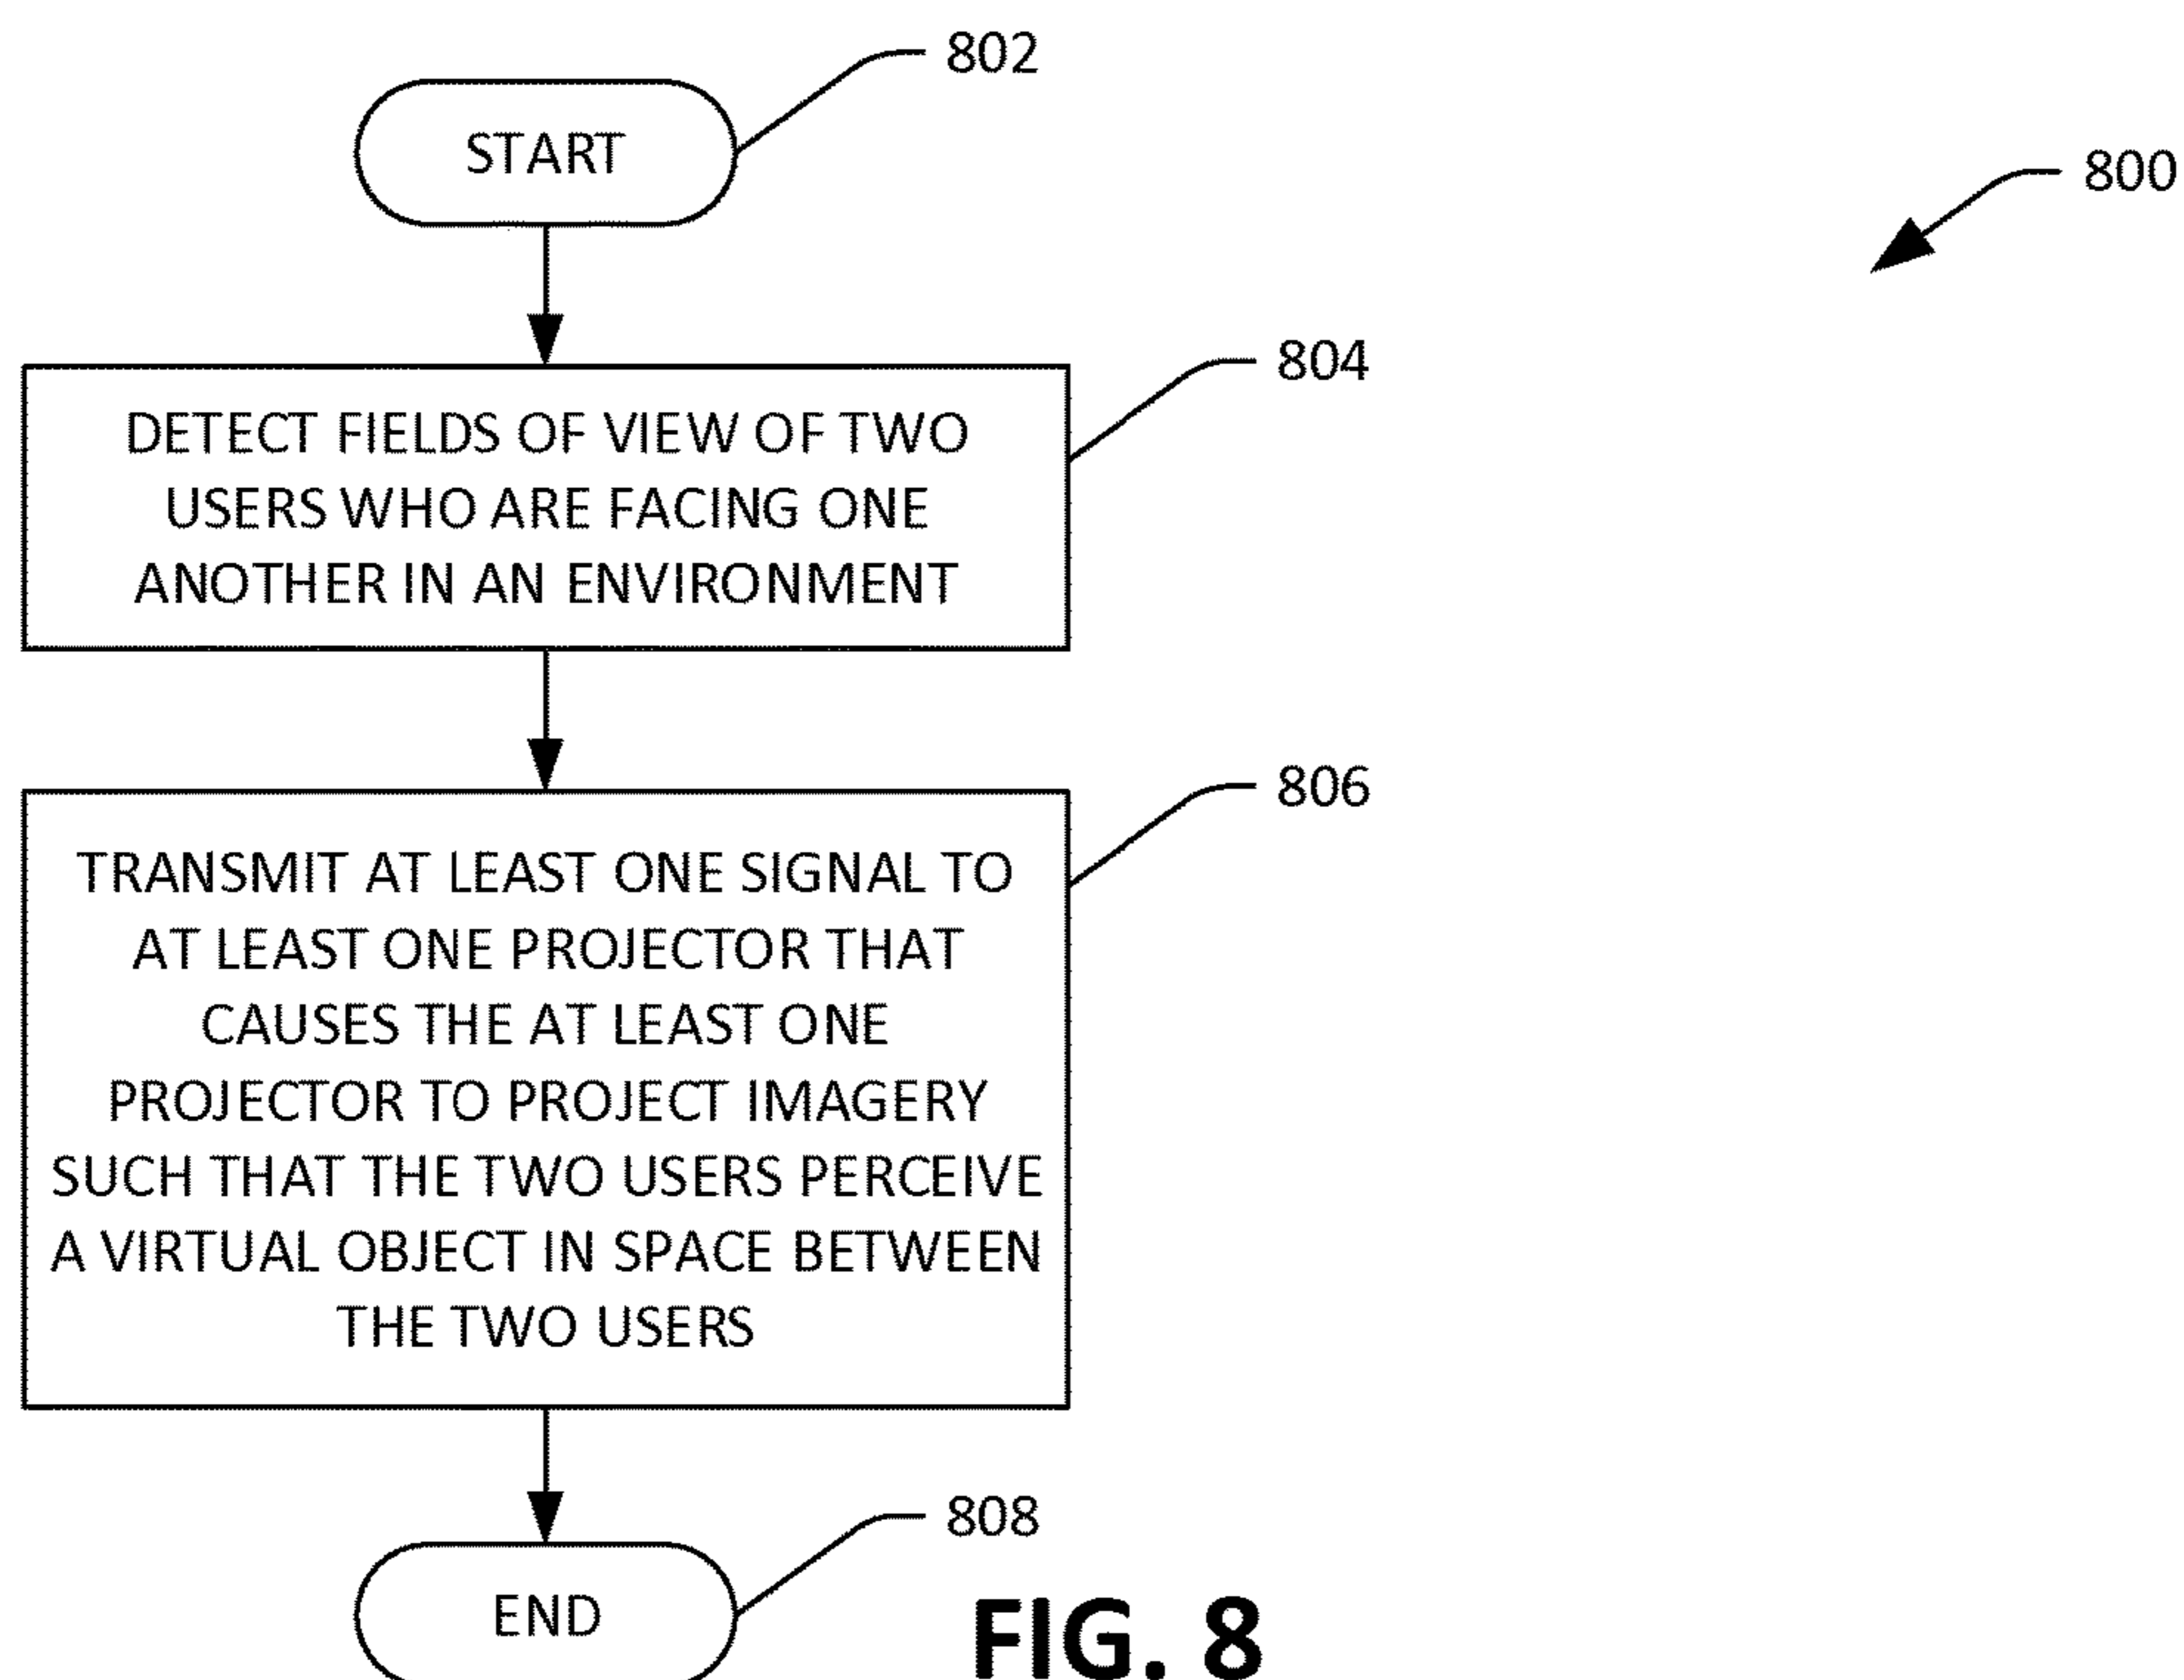 802
START
800
804
DETECT FIELDS OF VIEW OF TWO
USERS WHO ARE FACING ONE
ANOTHER IN AN ENVIRONMENT
806
TRANSMIT AT LEAST ONE SIGNAL TO
AT LEAST ONE PROJECTOR THAT
CAUSES THE AT LEAST ONE
PROJECTOR TO PROJECT IMAGERY
SUCH THAT THE TWO USERS PERCEIVE
A VIRTUAL OBJECT IN SPACE BETWEEN
THE TWO USERS
808
END
FIG. 8